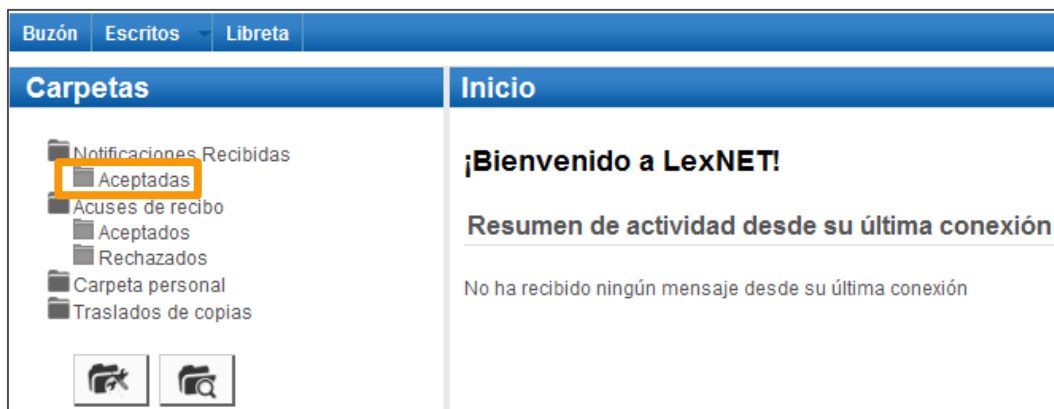 Buzón Escritos Libreta
Carpetas
Notificaciones Recibidas
Aceptadas
Acuses de recibo
Aceptados
Rechazados
Carpeta personal
Traslados de copias
Inicio
¡Bienvenido a LexNET!
Resumen de actividad desde su última conexión
No ha recibido ningún mensaje desde su última conexión